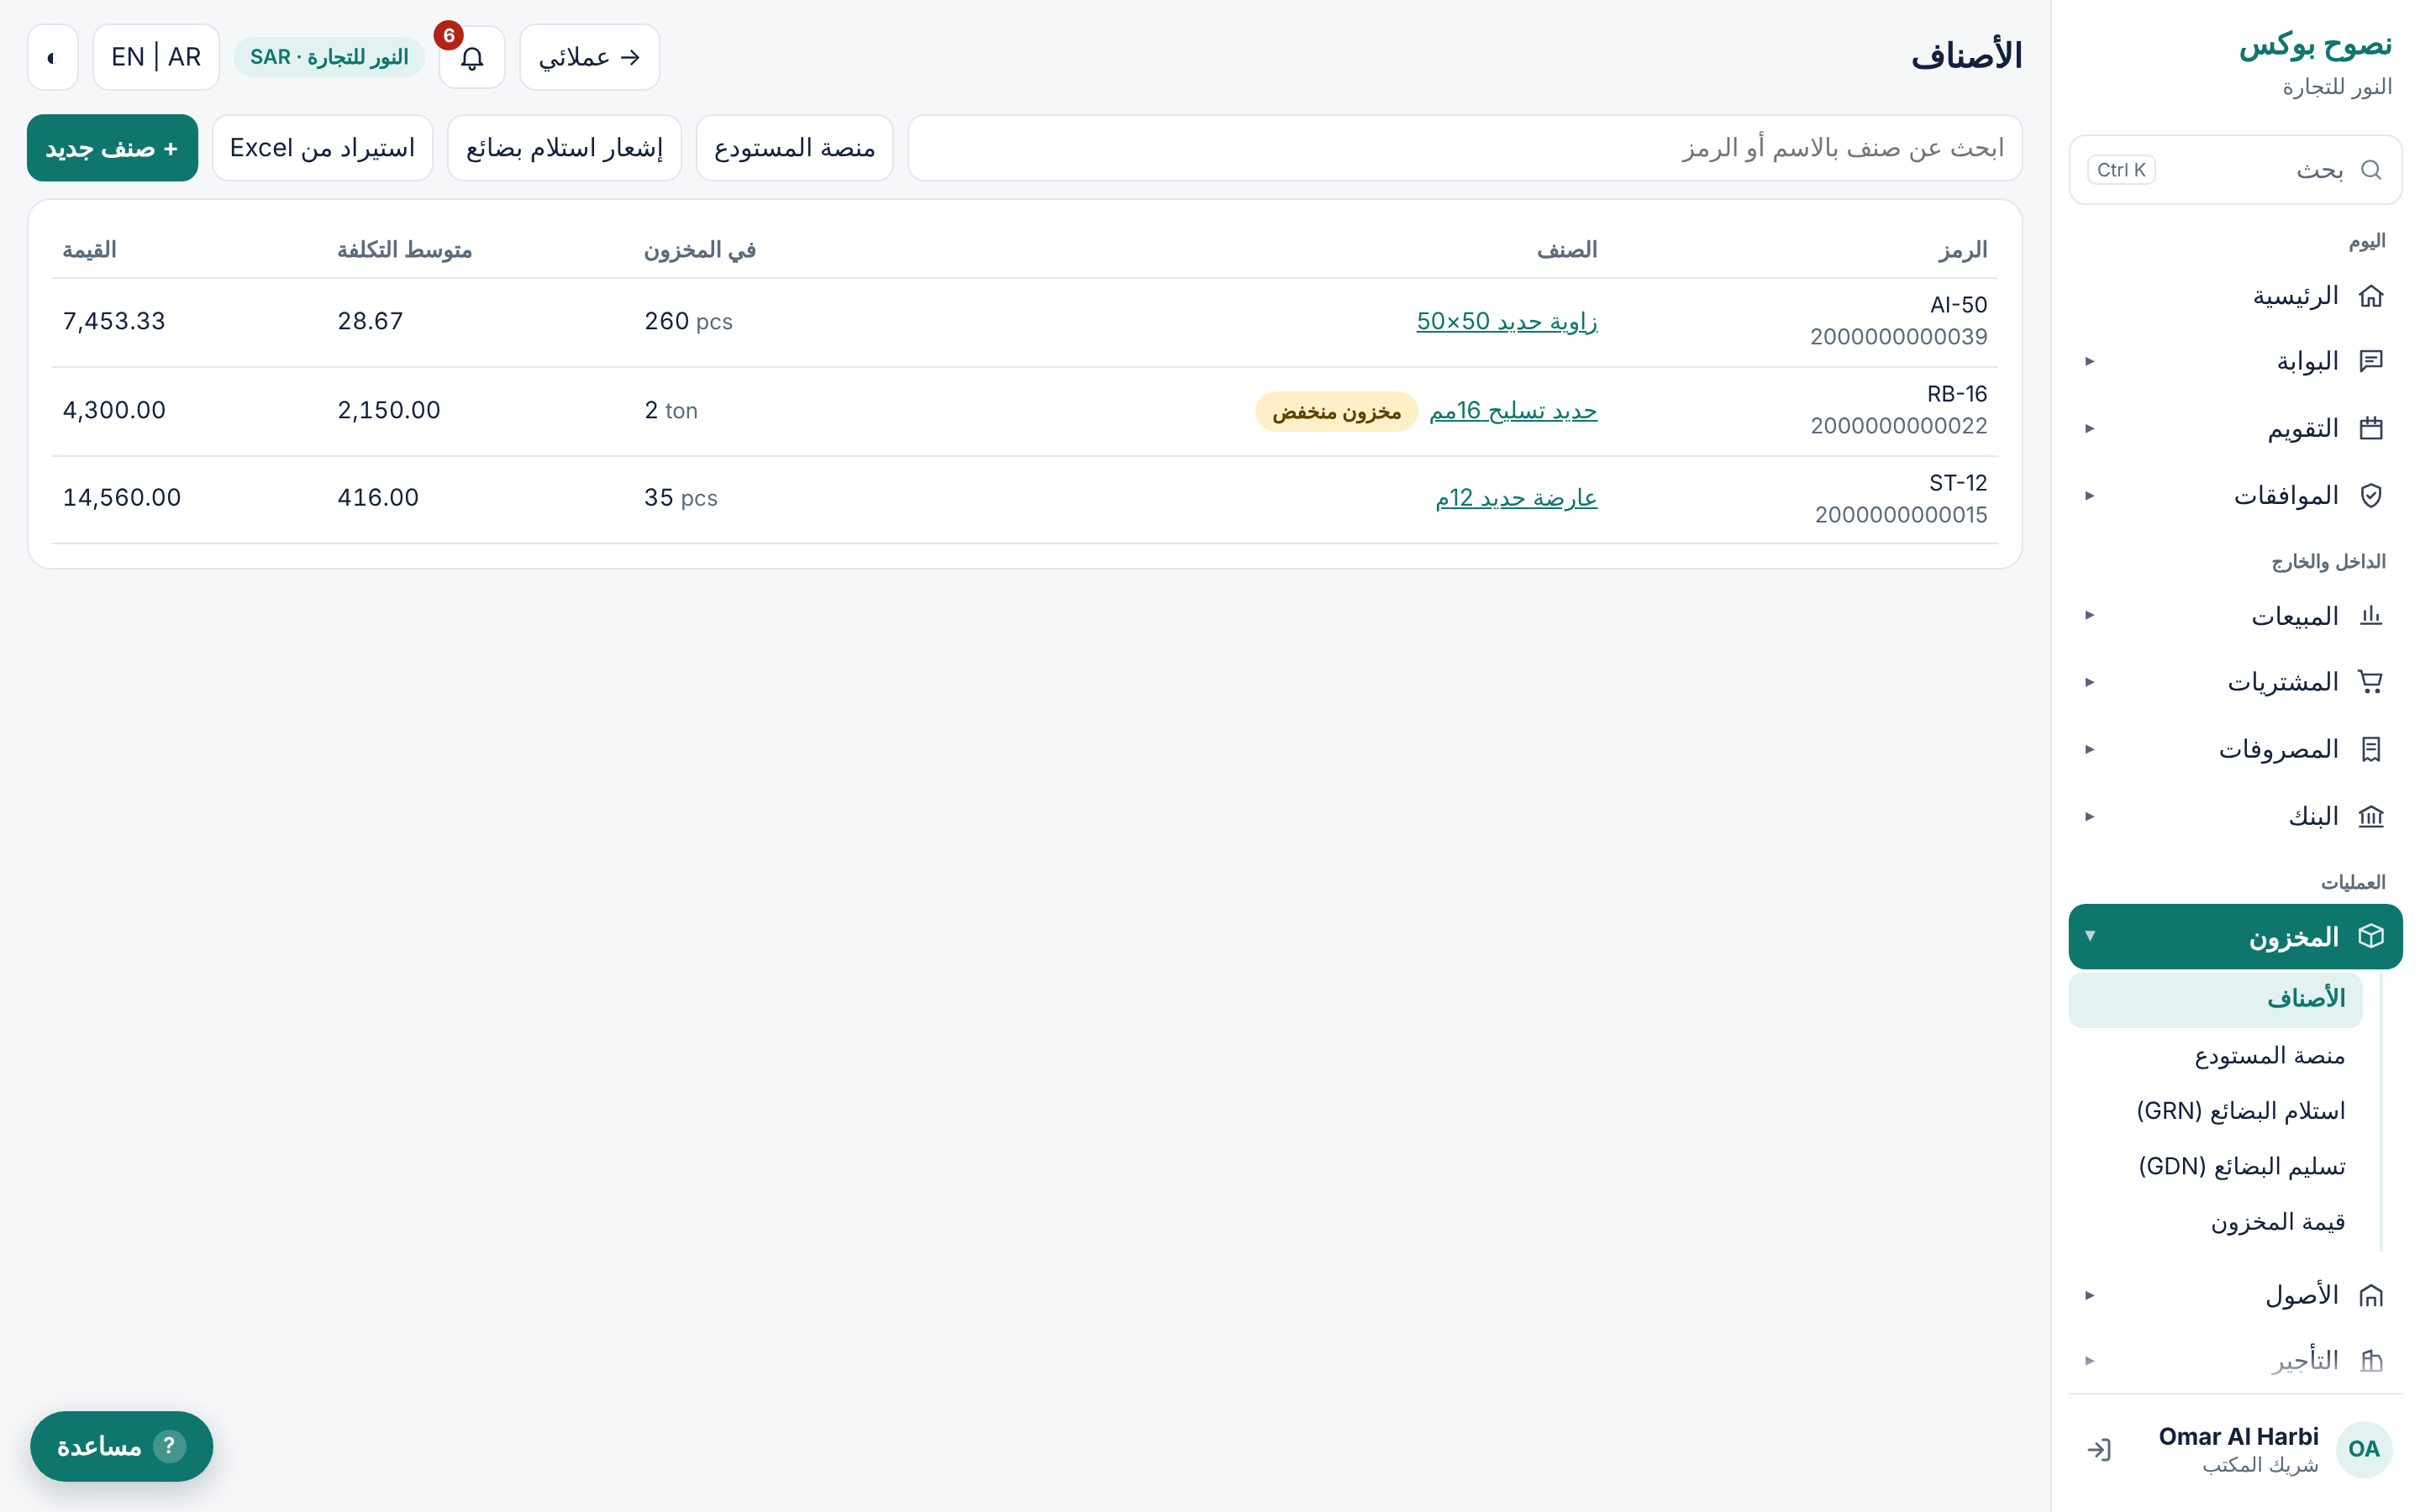 نصوح بوكس
النور للتجارة
بحث Ctrl K
اليوم
الرئيسية
البوابة
التقويم
الموافقات
الداخل والخارج
المبيعات
المشتريات
المصروفات
البنك
العمليات
المخزون
الأصناف
منصة المستودع
استلام البضائع (GRN)
تسليم البضائع (GDN)
قيمة المخزون
الأصول
التأجير
OA Omar Al Harbi
شريك المكتب
الأصناف
→ عملائي
6
النور للتجارة · SAR
EN | AR
ابحث عن صنف بالاسم أو الرمز
منصة المستودع
إشعار استلام بضائع
استيراد من Excel
+ صنف جديد
الرمز الصنف في المخزون متوسط التكلفة القيمة
AI-50
2000000000039
زاوية حديد 50×50
260 pcs
28.67
7,453.33
RB-16
2000000000022
حديد تسليح 16مم مخزون منخفض
2 ton
2,150.00
4,300.00
ST-12
2000000000015
عارضة حديد 12م
35 pcs
416.00
14,560.00
? مساعدة